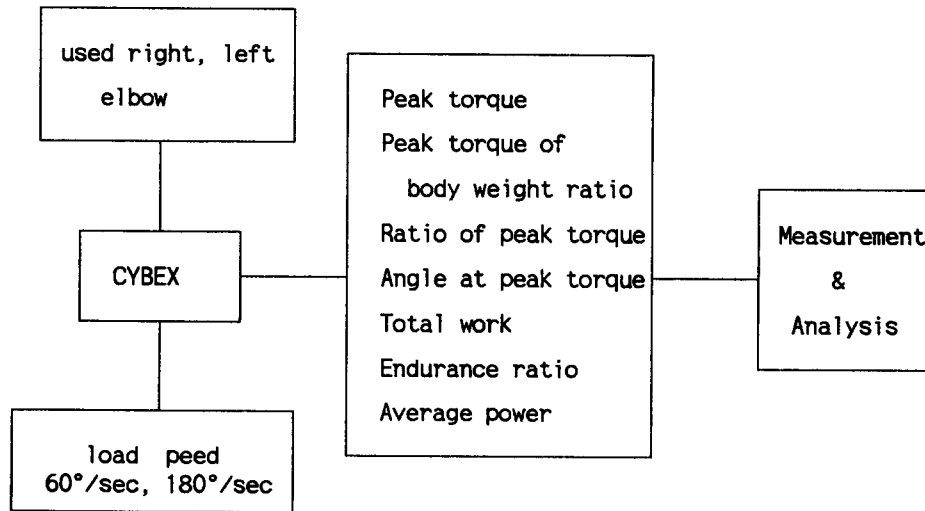 used right, left
elbow
CYBEX
load peed
60°/sec, 180°/sec
Peak torque
Peak torque of
body weight ratio
Ratio of peak torque
Angle at peak torque
Total work
Endurance ratio
Average power
Measurement
&
Analysis